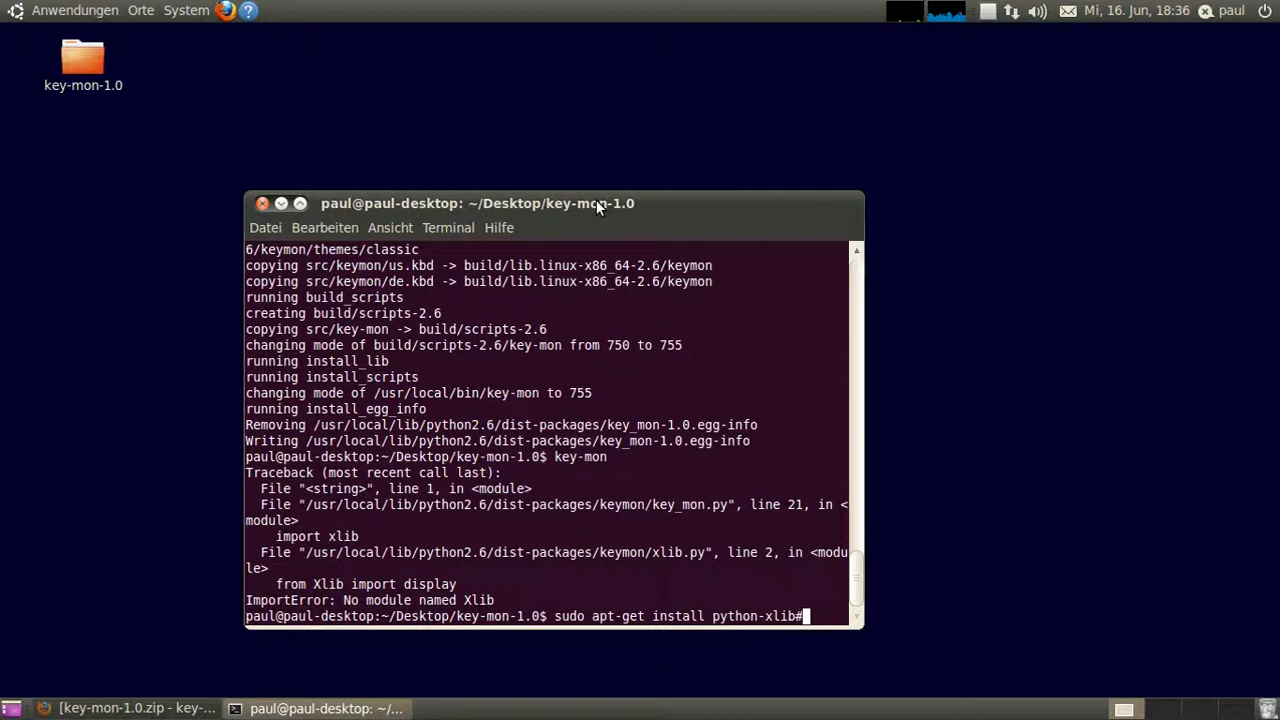 Anwendungen Orte System
Mi, 16. Jun, 18:36 paul
key-mon-1.0
paul@paul-desktop: ~/Desktop/key-mon-1.0
Datei Bearbeiten Ansicht Terminal Hilfe
6/keymon/themes/classic
copying src/keymon/us.kbd -> build/lib.linux-x86_64-2.6/keymon
copying src/keymon/de.kbd -> build/lib.linux-x86_64-2.6/keymon
running build_scripts
creating build/scripts-2.6
copying src/key-mon -> build/scripts-2.6
changing mode of build/scripts-2.6/key-mon from 750 to 755
running install_lib
running install_scripts
changing mode of /usr/local/bin/key-mon to 755
running install_egg_info
Removing /usr/local/lib/python2.6/dist-packages/key_mon-1.0.egg-info
Writing /usr/local/lib/python2.6/dist-packages/key_mon-1.0.egg-info
paul@paul-desktop:~/Desktop/key-mon-1.0$ key-mon
Traceback (most recent call last):
  File "<string>", line 1, in <module>
  File "/usr/local/lib/python2.6/dist-packages/keymon/key_mon.py", line 21, in <
module>
    import xlib
  File "/usr/local/lib/python2.6/dist-packages/keymon/xlib.py", line 2, in <modu
le>
    from Xlib import display
ImportError: No module named Xlib
paul@paul-desktop:~/Desktop/key-mon-1.0$ sudo apt-get install python-xlib#
[key-mon-1.0.zip - key-...
paul@paul-desktop: ~/...